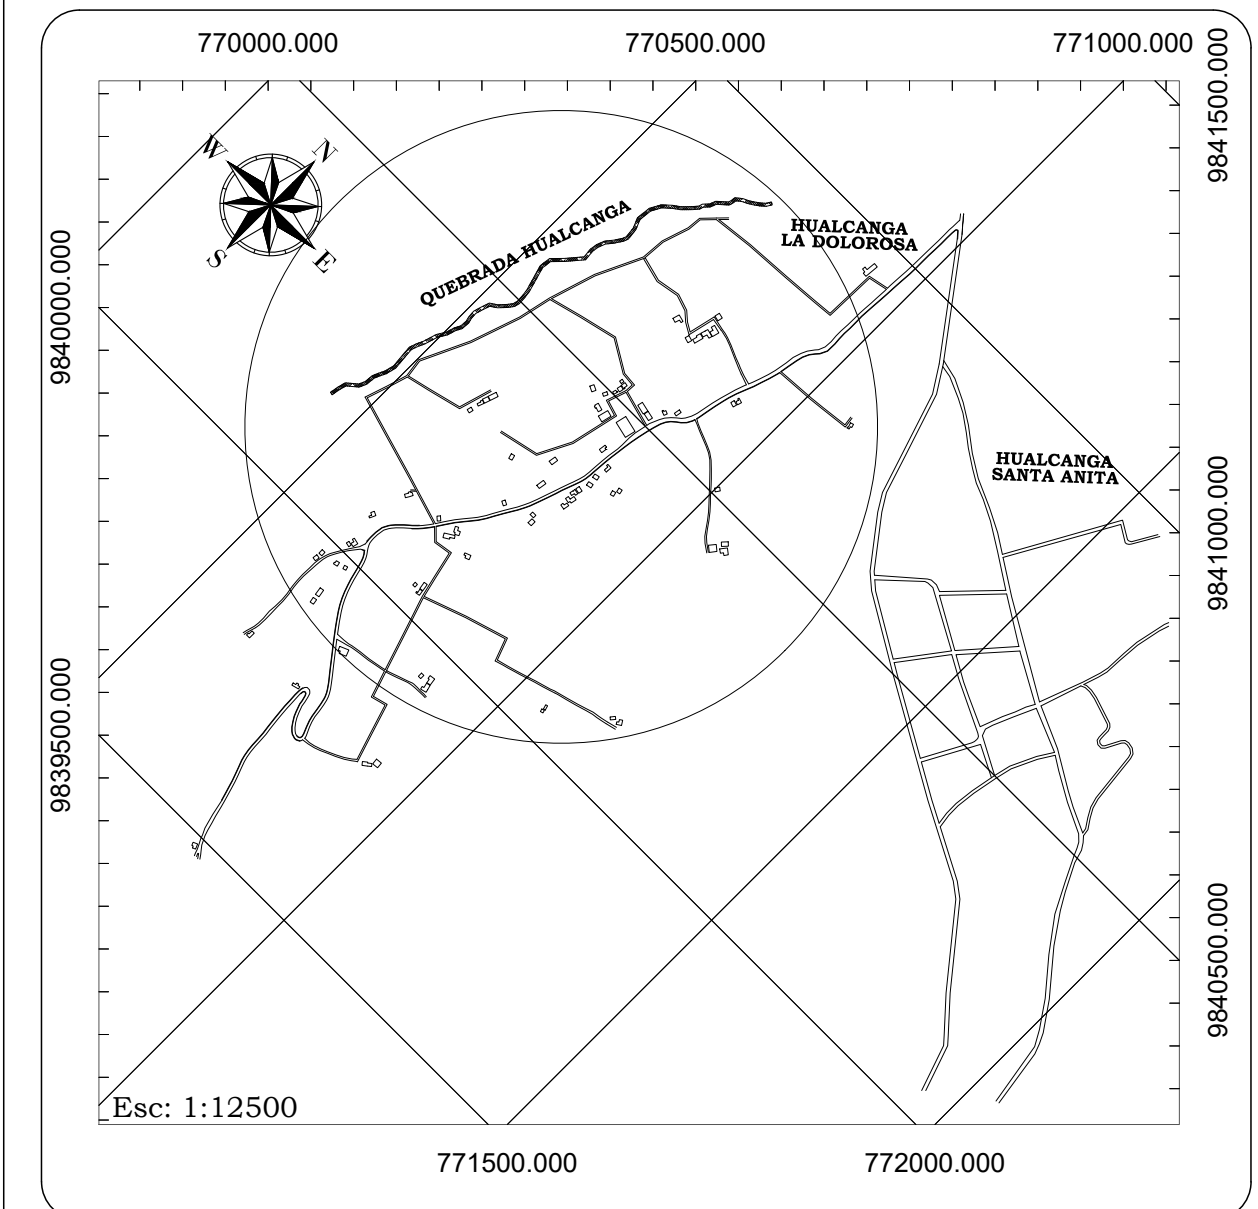 770000.000
770500.000
771000.000
9841500.000
W
N
S
E
QUEBRADA HUALCANGA
HUALCANGA
LA DOLOROSA
9840000.000
HUALCANGA
SANTA ANITA
9841000.000
9839500.000
9840500.000
Esc: 1:12500
771500.000
772000.000